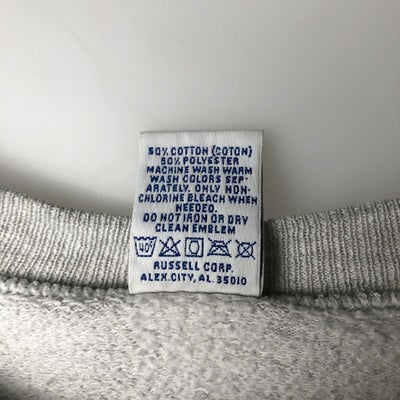 50% COTTON (COTON)
50% POLYESTER
MACHINE WASH WARM
WASH COLORS SEP-
ARATELY. ONLY NON-
CHLORINE BLEACH WHEN
NEEDED.
DO NOT IRON OR DRY
CLEAN EMBLEM
40°
RUSSELL CORP.
ALEX. CITY, AL. 35010